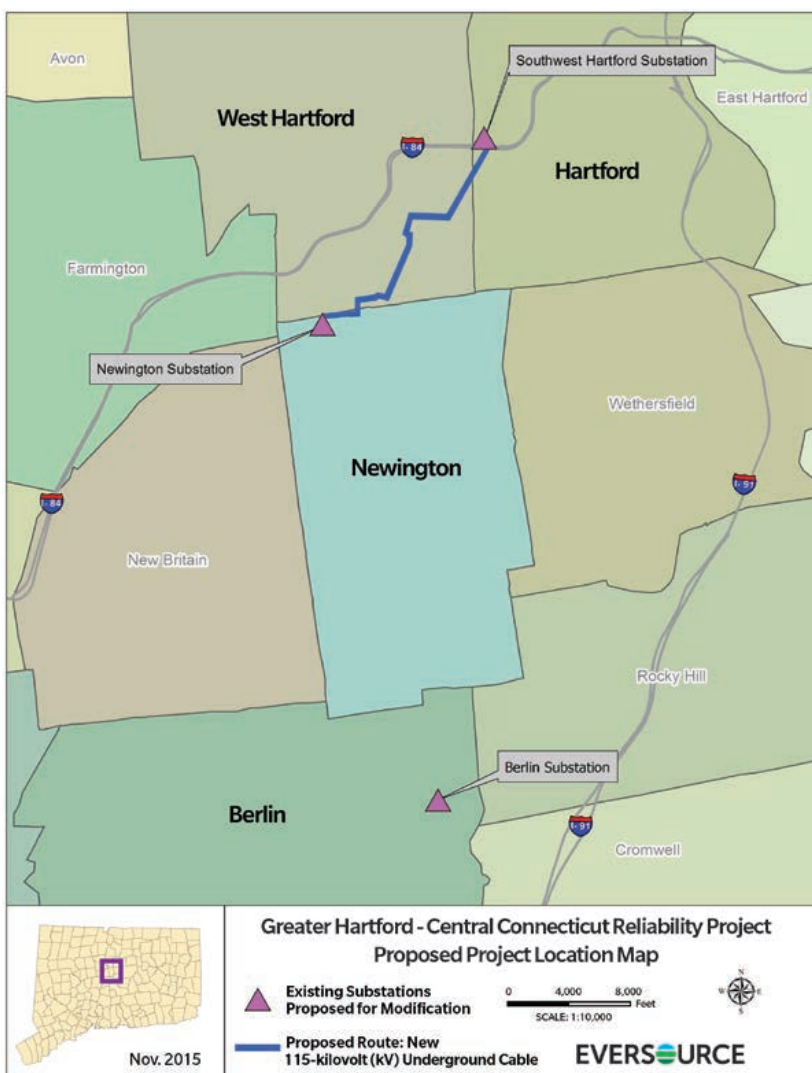 Avon
Southwest Hartford Substation
East Hartford
West Hartford
I-84
Hartford
Farmington
Newington Substation
Wethersfield
Newington
I-91
I-84
New Britain
Rocky Hill
Berlin Substation
Berlin
I-91
Cromwell
Nov. 2015
Greater Hartford - Central Connecticut Reliability Project
Proposed Project Location Map
Existing Substations
Proposed for Modification
0 4,000 8,000
Feet
SCALE: 1:10,000
N
W E
S
Proposed Route: New
115-kilovolt (kV) Underground Cable
EVERSOURCE